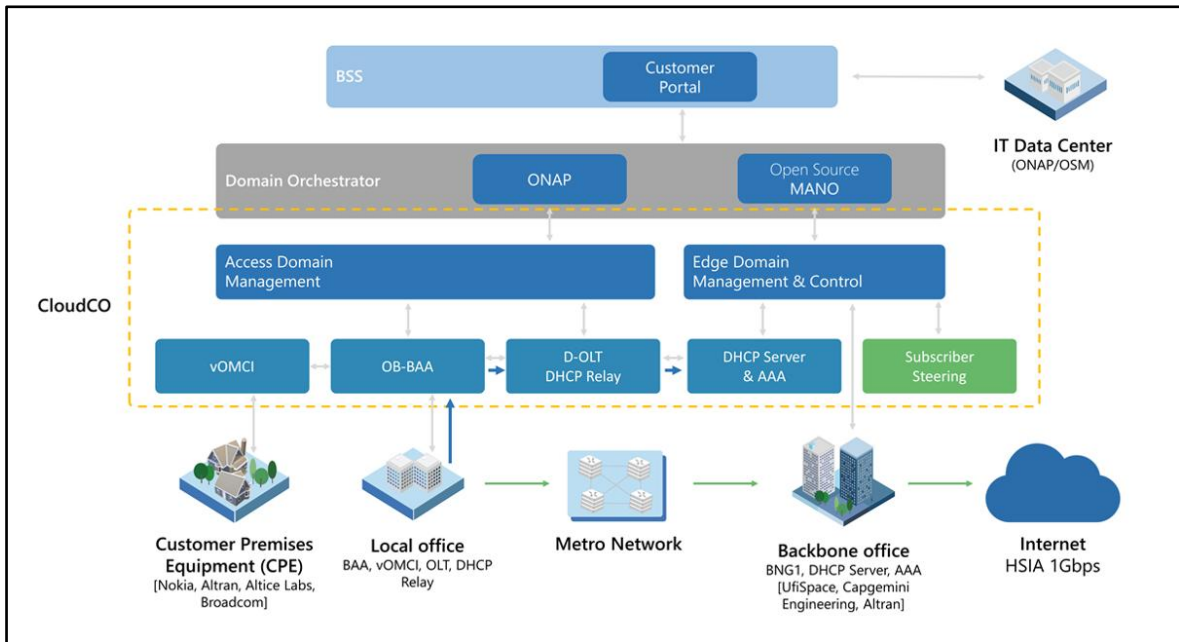 BSS
Customer
Portal
IT Data Center
(ONAP/OSM)
Domain Orchestrator
ONAP
Open Source
MANO
Access Domain
Management
Edge Domain
Management & Control
CloudCO
vOMCI
OB-BAA
D-OLT
DHCP Relay
DHCP Server
& AAA
Subscriber
Steering
Customer Premises
Equipment (CPE)
[Nokia, Altran, Altice Labs,
Broadcom]
Local office
BAA, vOMCI, OLT, DHCP
Relay
Metro Network
Backbone office
BNG1, DHCP Server, AAA
[UfiSpace, Capgemini
Engineering, Altran]
Internet
HSIA 1Gbps